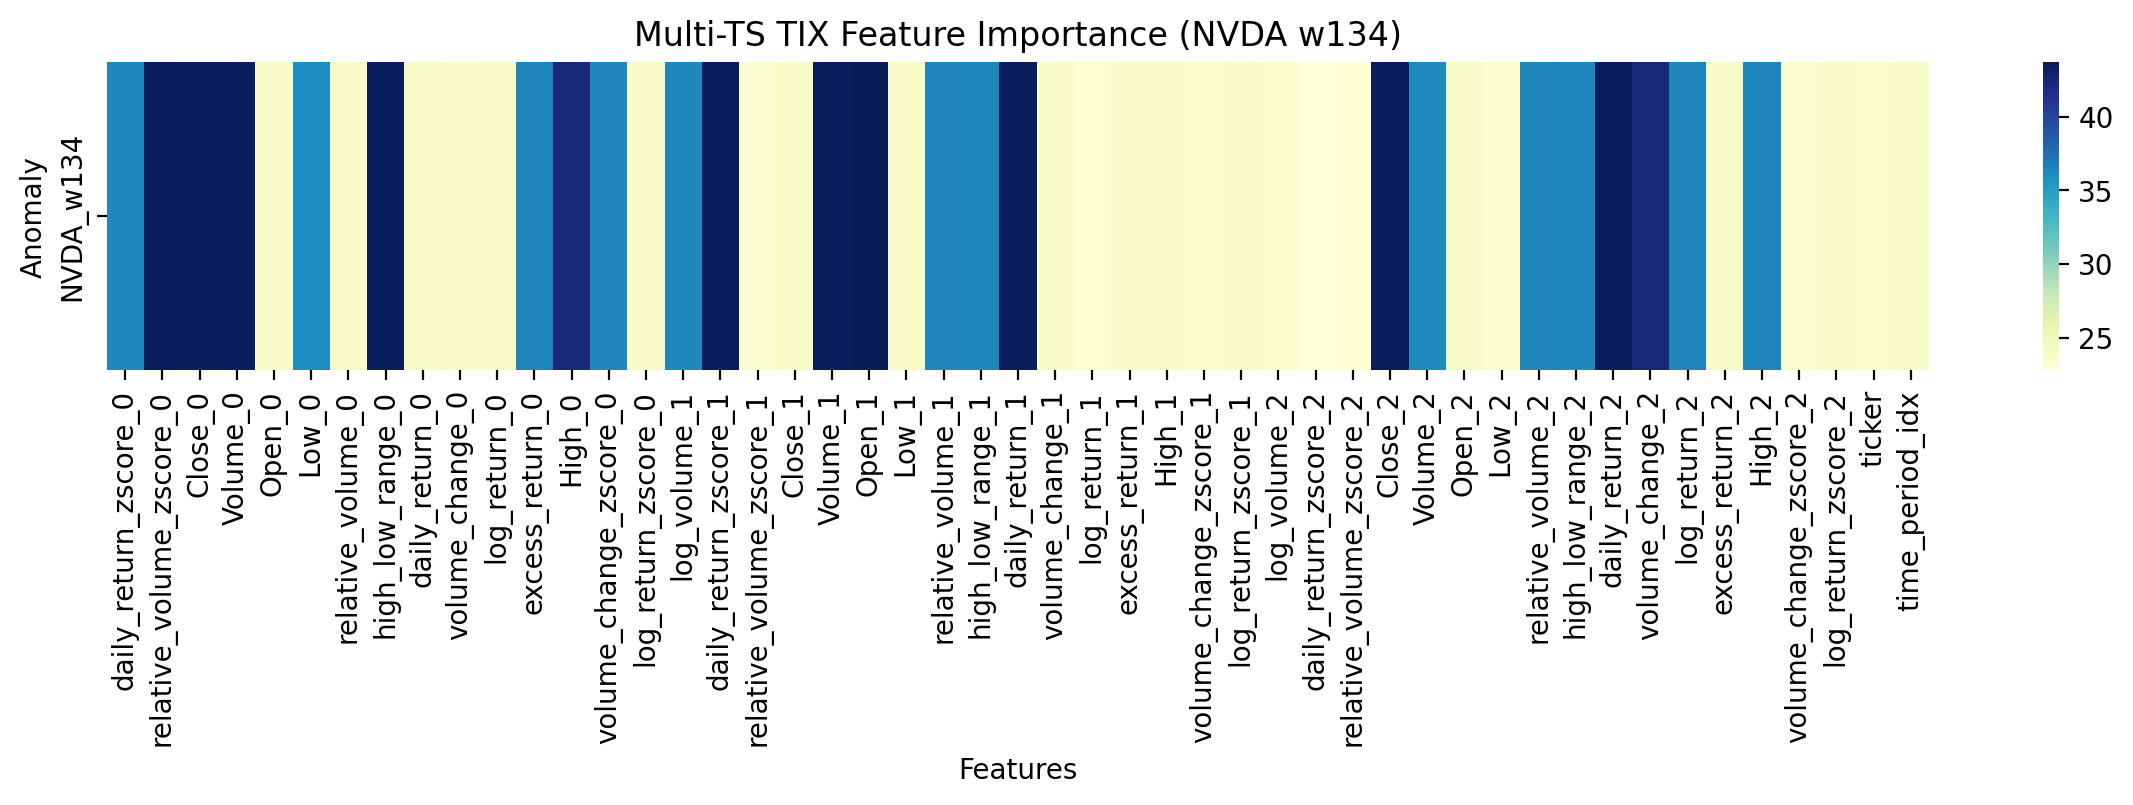 Multi-TS TIX Feature Importance (NVDA w134)
Anomaly
NVDA_w134
40
35
30
25
daily_return_zscore_0
relative_volume_zscore_0
Close_0
Volume_0
Open_0
Low_0
relative_volume_0
high_low_range_0
daily_return_0
volume_change_0
log_return_0
excess_return_0
High_0
volume_change_zscore_0
log_return_zscore_0
log_volume_1
daily_return_zscore_1
relative_volume_zscore_1
Close_1
Volume_1
Open_1
Low_1
relative_volume_1
high_low_range_1
daily_return_1
volume_change_1
log_return_1
excess_return_1
High_1
volume_change_zscore_1
log_return_zscore_1
log_volume_2
daily_return_zscore_2
relative_volume_zscore_2
Close_2
Volume_2
Open_2
Low_2
relative_volume_2
high_low_range_2
daily_return_2
volume_change_2
log_return_2
excess_return_2
High_2
volume_change_zscore_2
log_return_zscore_2
ticker
time_period_idx
Features